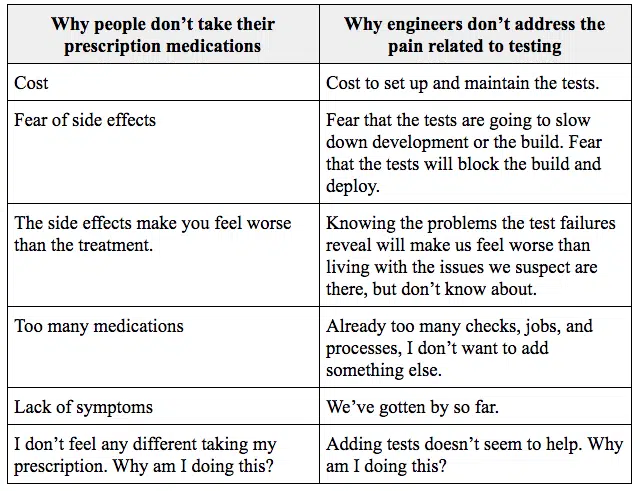 Why people don’t take their
prescription medications
Why engineers don’t address the
pain related to testing
Cost
Cost to set up and maintain the tests.
Fear of side effects
Fear that the tests are going to slow
down development or the build. Fear
that the tests will block the build and
deploy.
The side effects make you feel worse
than the treatment.
Knowing the problems the test failures
reveal will make us feel worse than
living with the issues we suspect are
there, but don’t know about.
Too many medications
Already too many checks, jobs, and
processes, I don’t want to add
something else.
Lack of symptoms
We’ve gotten by so far.
I don’t feel any different taking my
prescription. Why am I doing this?
Adding tests doesn’t seem to help. Why
am I doing this?